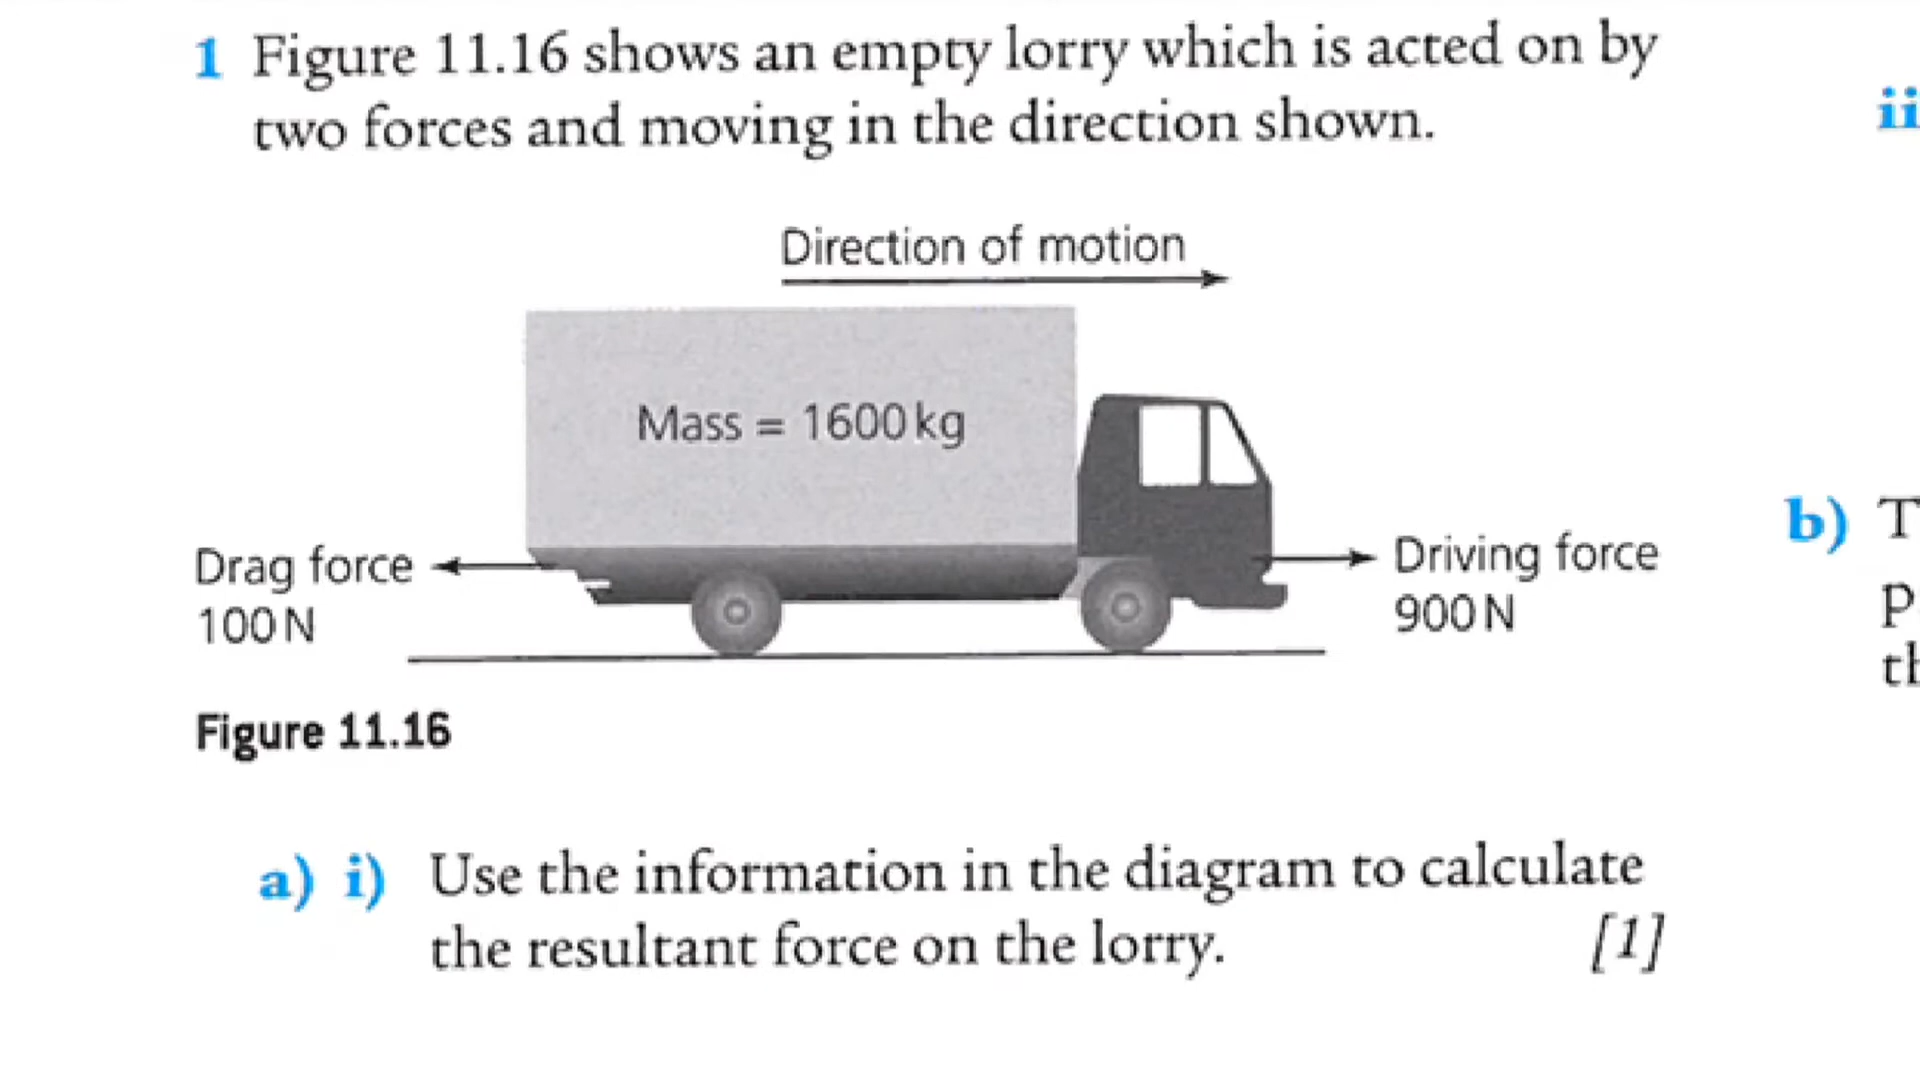 1 Figure 11.16 shows an empty lorry which is acted on by
two forces and moving in the direction shown.
ii
Direction of motion
Mass = 1600 kg
Drag force
100 N
Driving force
900 N
b) T
p
Figure 11.16
a) i) Use the information in the diagram to calculate
the resultant force on the lorry. [1]